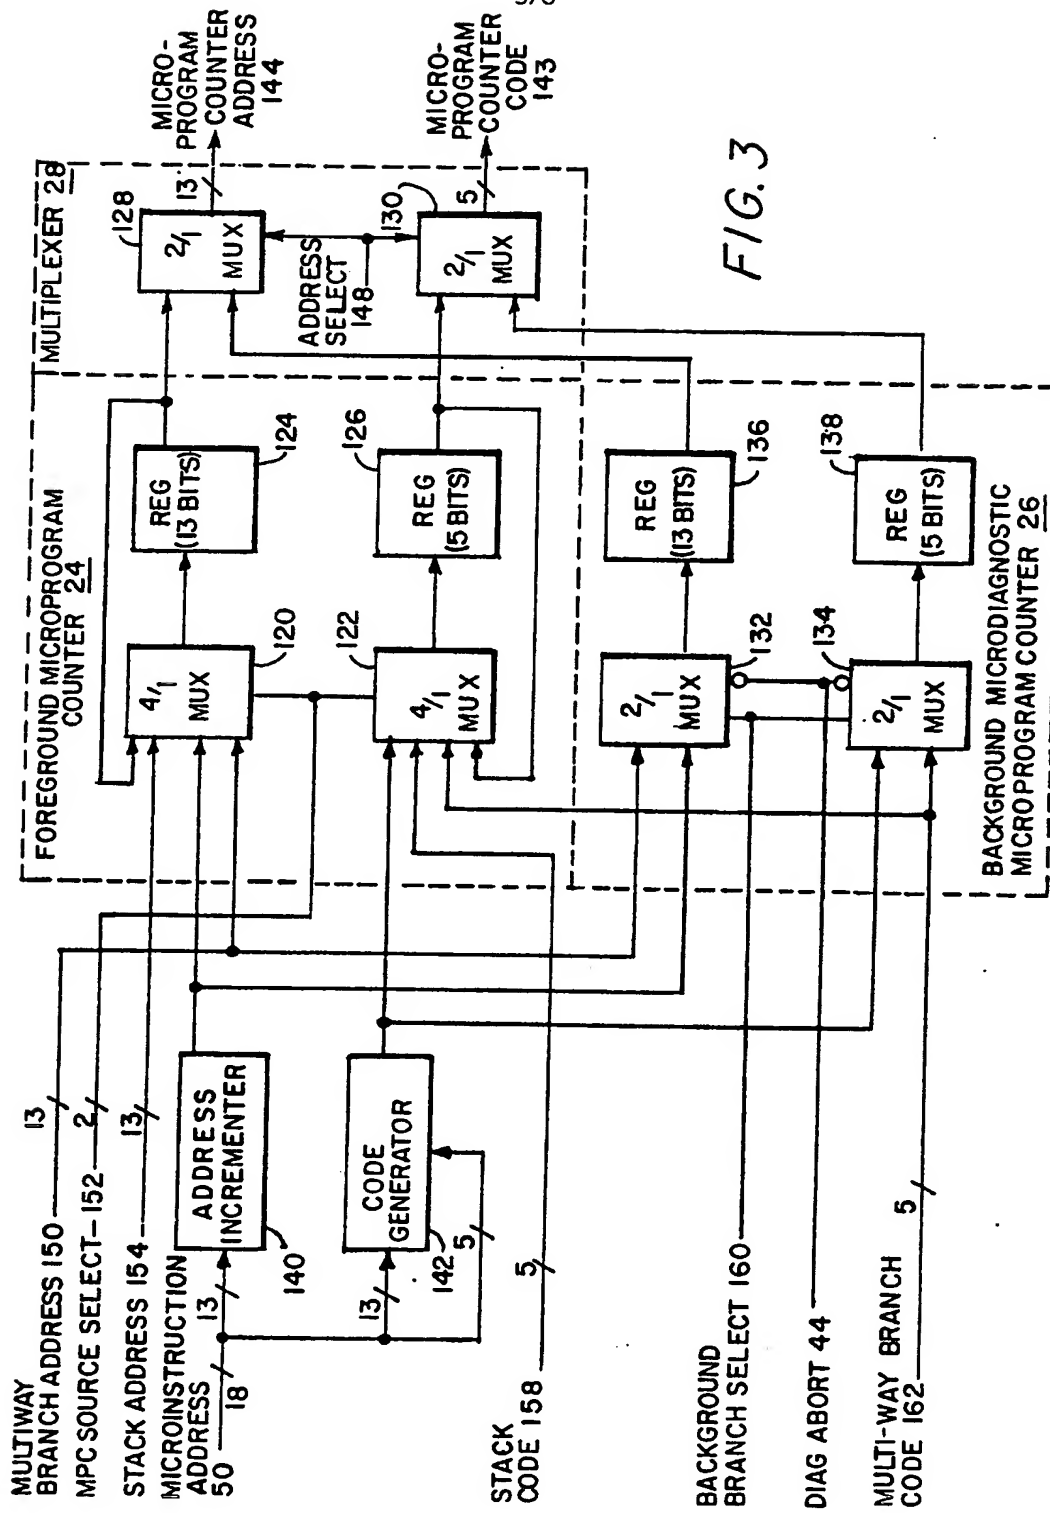 MULTIWAY
BRANCH ADDRESS 150
13
MPC SOURCE SELECT 152
2
STACK ADDRESS 154
13
MICROINSTRUCTION
ADDRESS
50
18
13
ADDRESS
INCREMENTER
140
13
CODE
GENERATOR
142
5
STACK
CODE 158
5
BACKGROUND
BRANCH SELECT 160
DIAG ABORT 44
MULTI-WAY BRANCH
CODE 162
5
FOREGROUND MICROPROGRAM
COUNTER 24
4/1
MUX
120
REG
(13 BITS)
124
4/1
MUX
122
REG
(5 BITS)
126
2/1
MUX
132
REG
(13 BITS)
136
2/1
MUX
134
REG
(5 BITS)
138
BACKGROUND MICRODIAGNOSTIC
MICROPROGRAM COUNTER 26
MULTIPLEXER 28
128
2/1
MUX
13
ADDRESS
SELECT
148
130
2/1
MUX
5
MICRO-
PROGRAM
COUNTER
ADDRESS
144
MICRO-
PROGRAM
COUNTER
CODE
143
FIG. 3